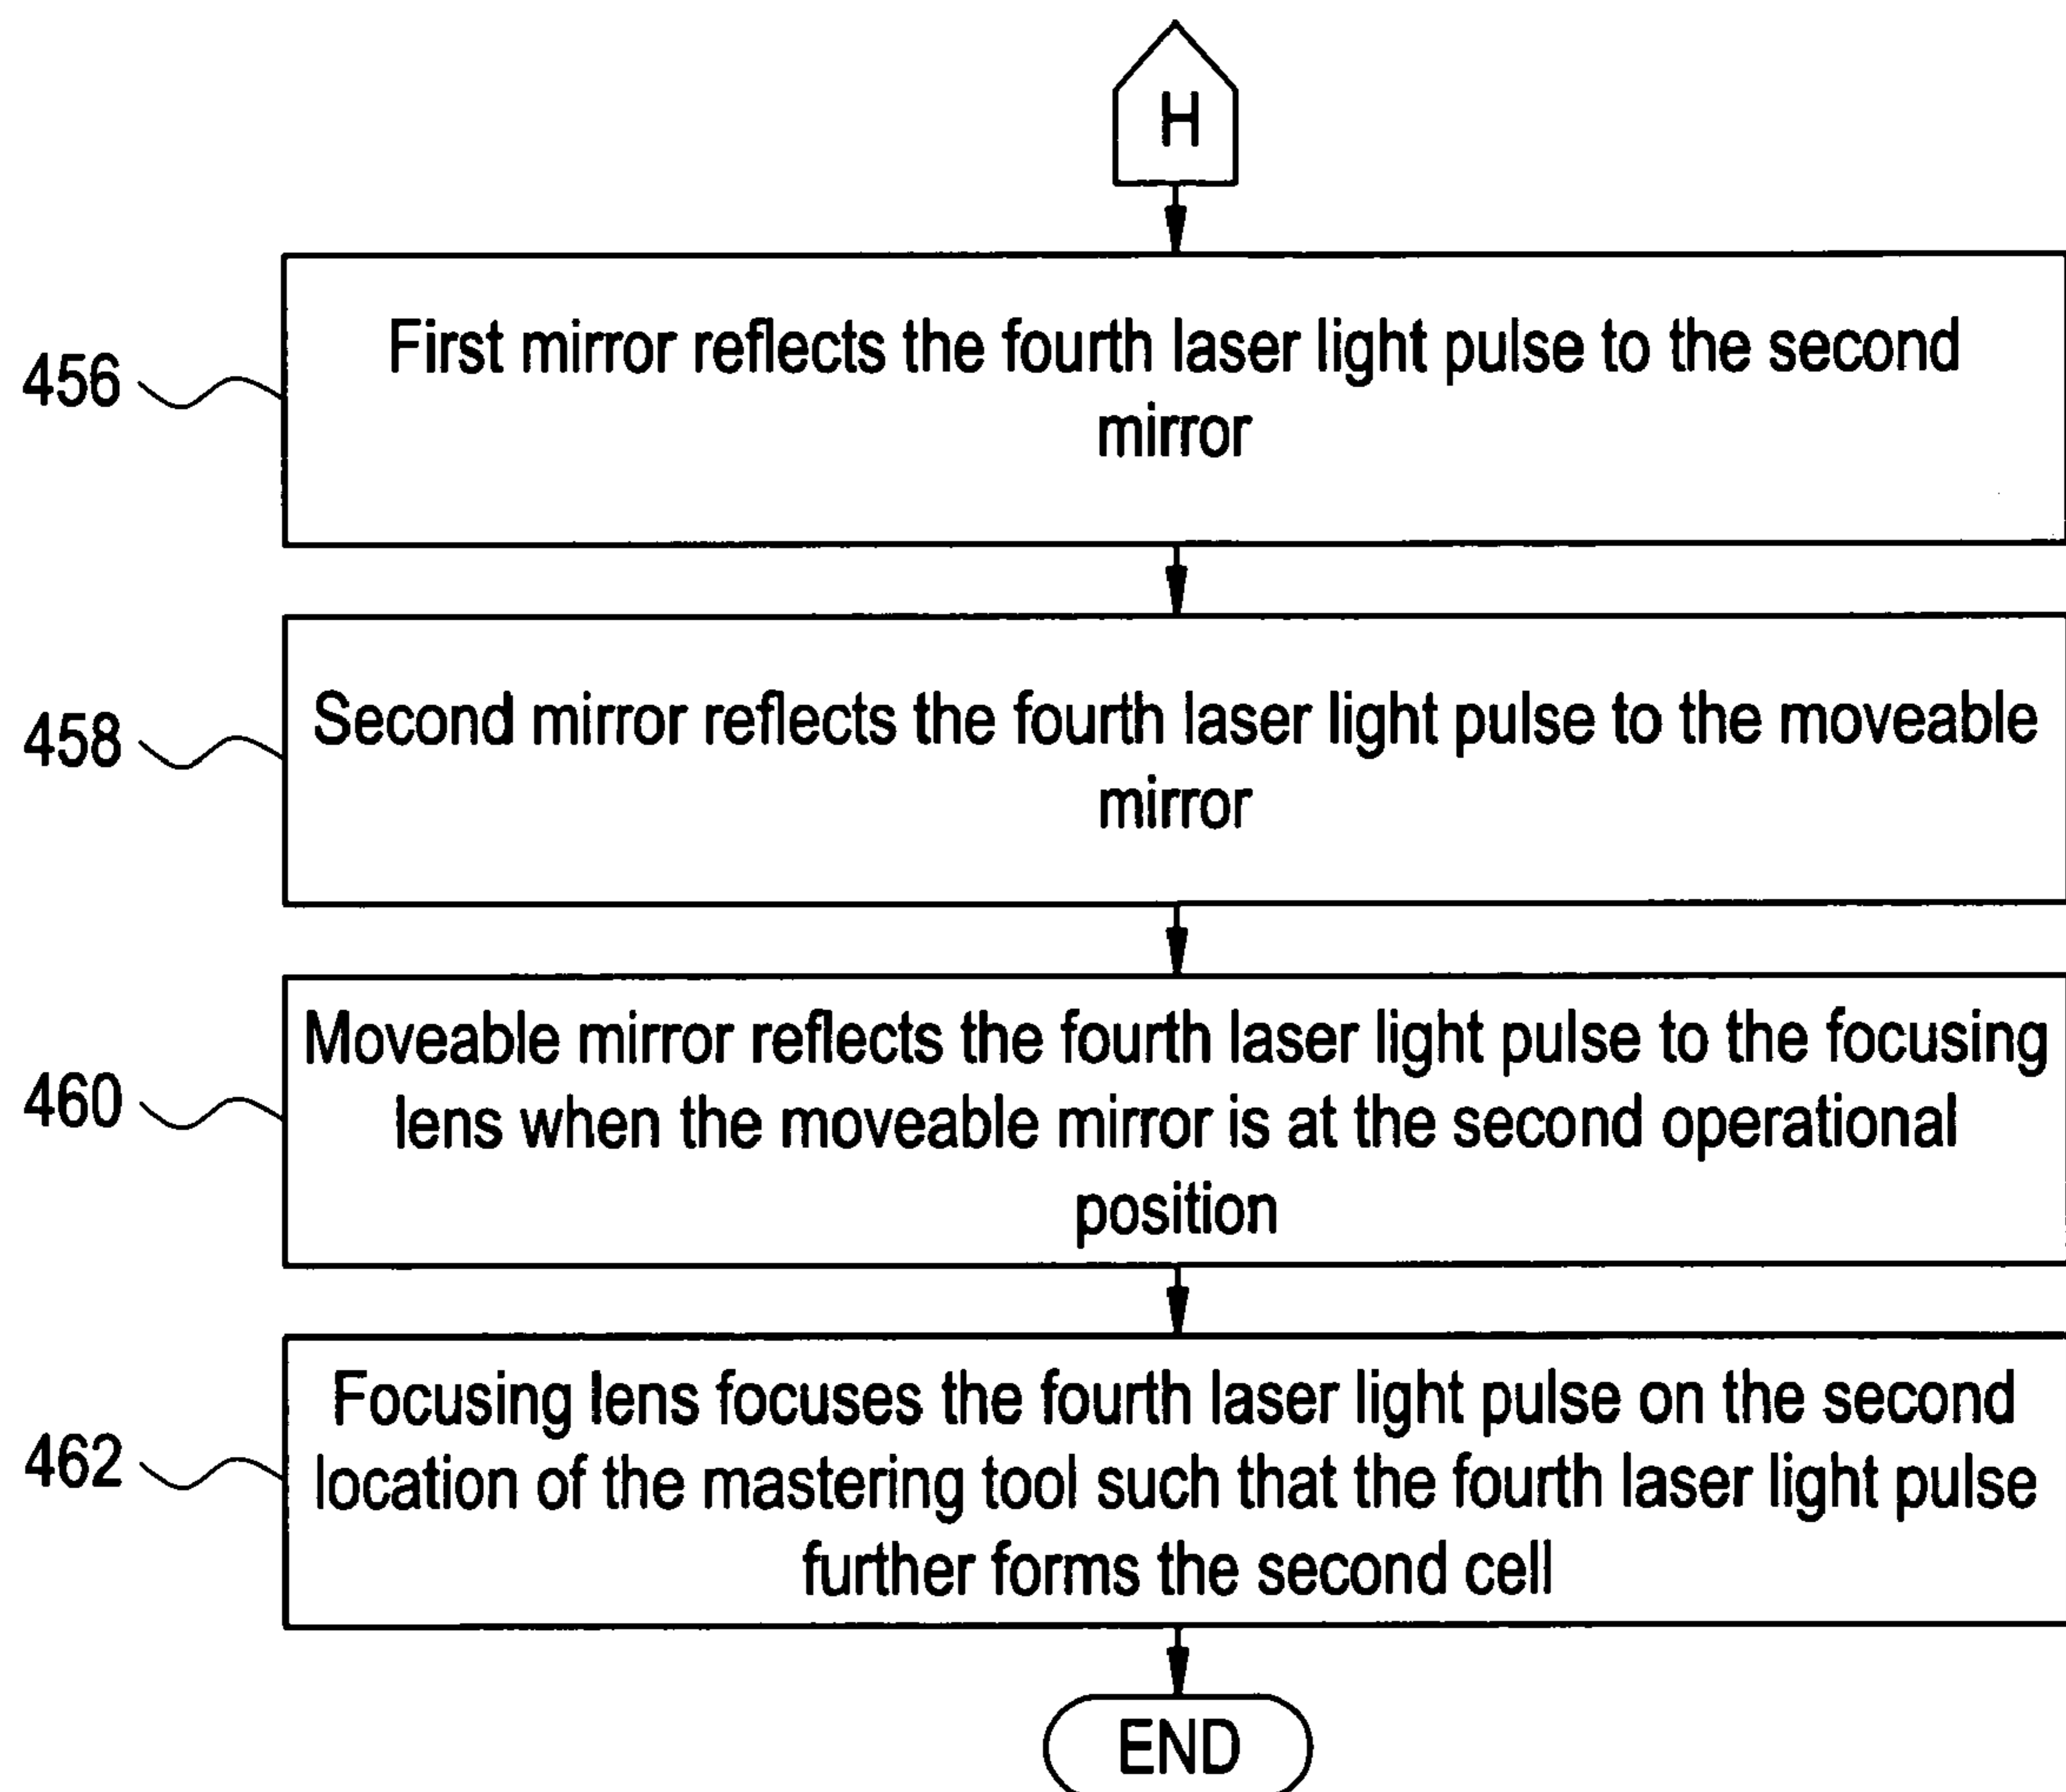 H
456
First mirror reflects the fourth laser light pulse to the second
mirror
458
Second mirror reflects the fourth laser light pulse to the moveable
mirror
460
Moveable mirror reflects the fourth laser light pulse to the focusing
lens when the moveable mirror is at the second operational
position
462
Focusing lens focuses the fourth laser light pulse on the second
location of the mastering tool such that the fourth laser light pulse
further forms the second cell
END